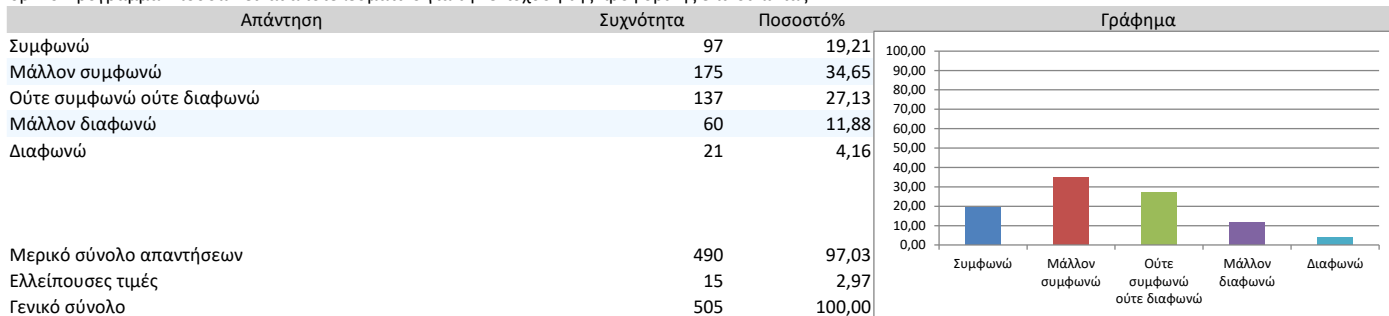 Απάντηση Συχνότητα Ποσοστό% Γράφημα
Συμφωνώ 97 19,21
Μάλλον συμφωνώ 175 34,65
Ούτε συμφωνώ ούτε διαφωνώ 137 27,13
Μάλλον διαφωνώ 60 11,88
Διαφωνώ 21 4,16
Μερικό σύνολο απαντήσεων 490 97,03
Ελλείπουσες τιμές 15 2,97
Γενικό σύνολο 505 100,00
100,00
90,00
80,00
70,00
60,00
50,00
40,00
30,00
20,00
10,00
0,00
Συμφωνώ Μάλλον Ούτε Μάλλον Διαφωνώ
συμφωνώ συμφωνώ διαφωνώ
ούτε διαφωνώ